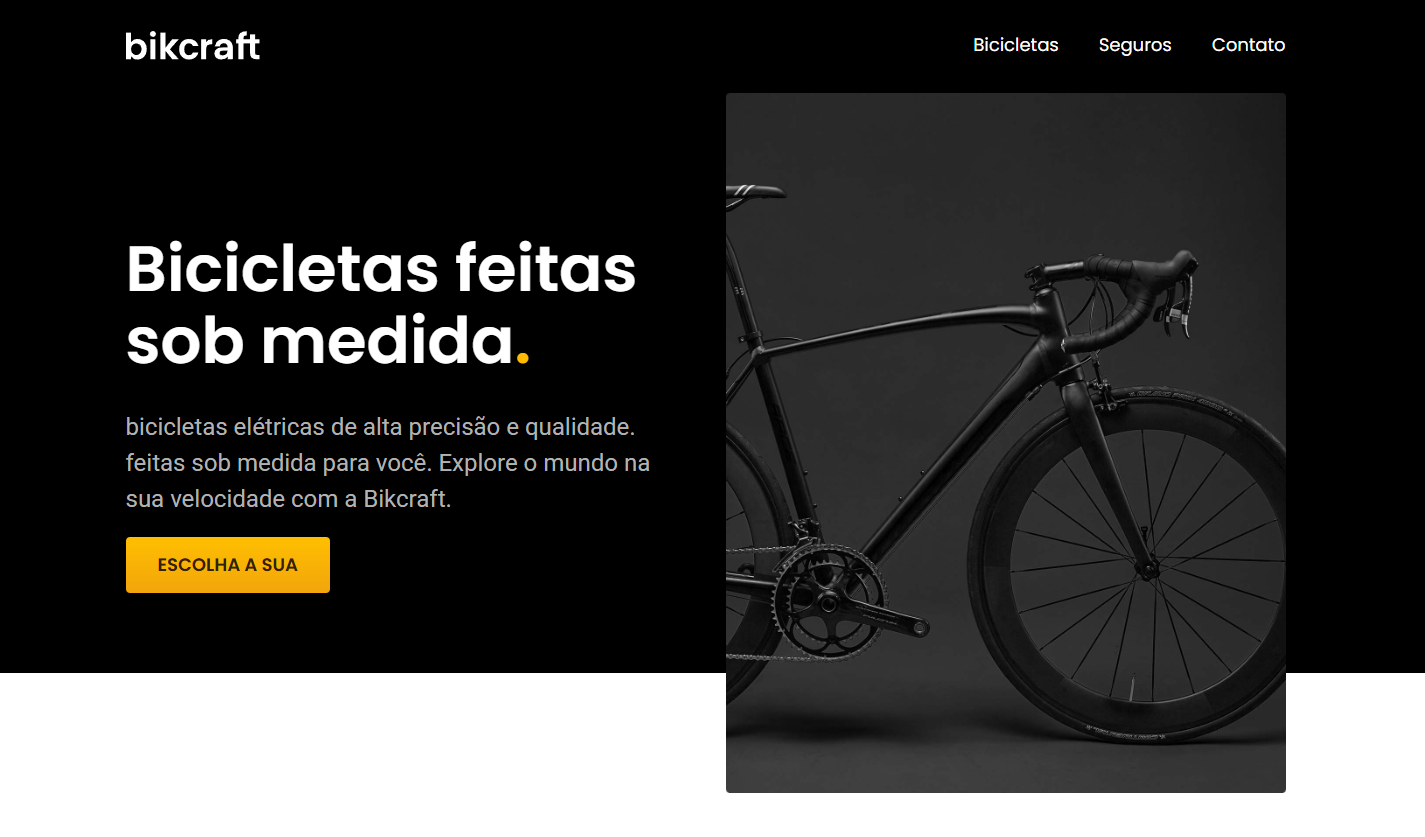 bikcraft
Bicicletas
Seguros
Contato
Bicicletas feitas
sob medida.
bicicletas elétricas de alta precisão e qualidade.
feitas sob medida para você. Explore o mundo na
sua velocidade com a Bikcraft.
ESCOLHA A SUA